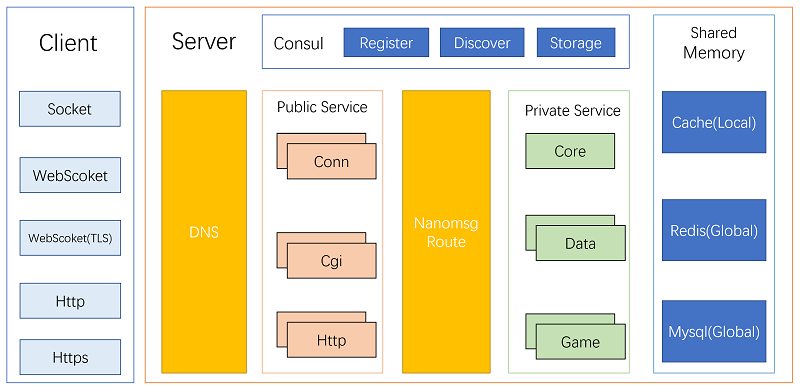 Client
Socket
WebScoket
WebScoket(TLS)
Http
Https
Server
Consul
Register
Discover
Storage
DNS
Public Service
Conn
Cgi
Http
Nanomsg
Route
Private Service
Core
Data
Game
Shared
Memory
Cache(Local)
Redis(Global)
Mysql(Global)